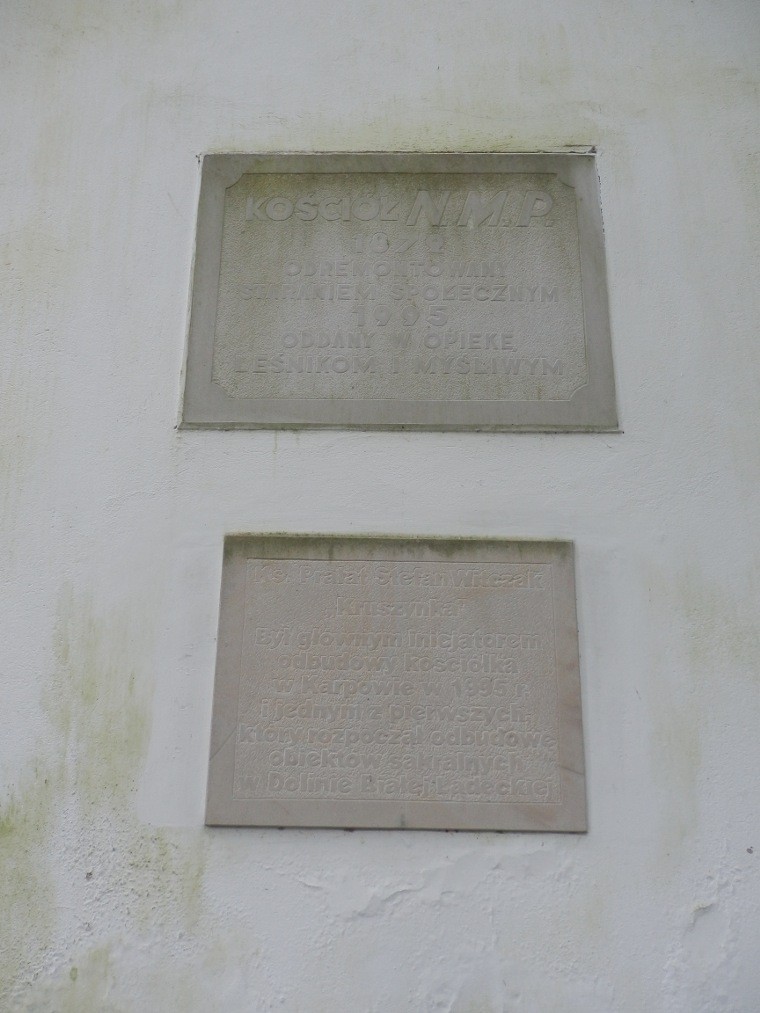 KOŚCIÓŁ N.M.P.
ODREMONTOWANY
STARANIEM SPOŁECZNYM
1995
ODDANY W OPIEKĘ
LEŚNIKOM I MYŚLIWYM
Ks. Prałat Stefan Witczak
„Kruszynka"
Był głównym inicjatorem
odbudowy kościółka
w Karpowie w 1995 r
i jednym z pierwszych,
który rozpoczął odbudowę
obiektów sakralnych
w Dolinie Białej Lądeckiej